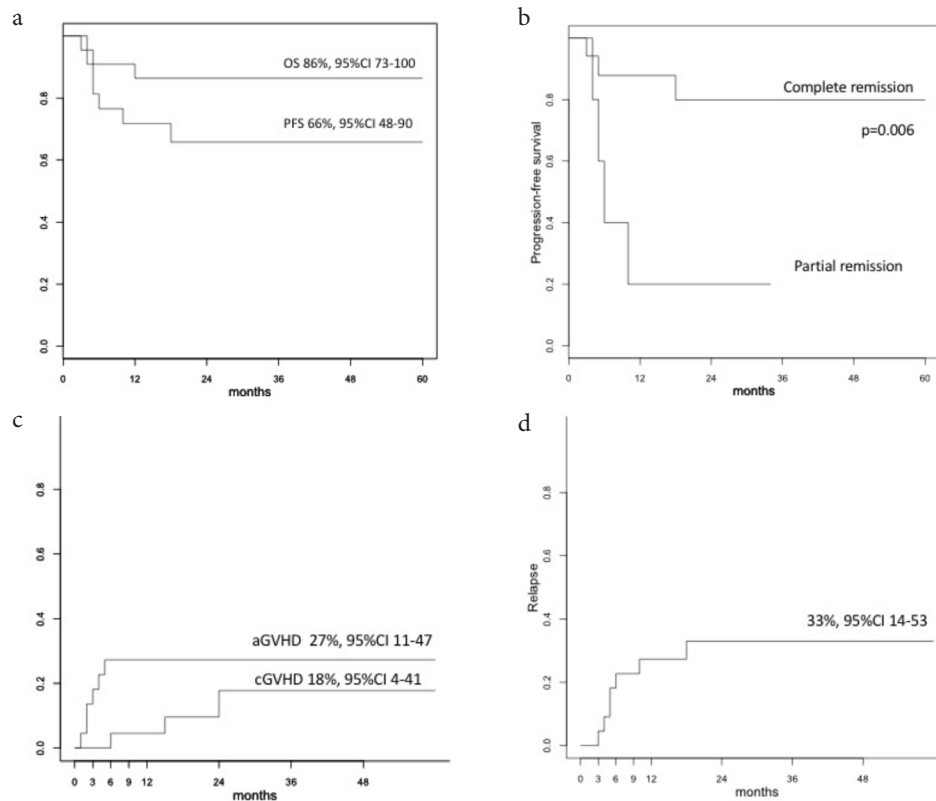 a
OS 86%, 95%CI 73-100
PFS 66%, 95%CI 48-90
0.8
0.6
0.4
0.2
0.0
0 12 24 36 48 60
months
b
Complete remission
p=0.006
Partial remission
Progression-free survival
0.8
0.6
0.4
0.2
0.0
0 12 24 36 48 60
months
c
aGVHD 27%, 95%CI 11-47
cGVHD 18%, 95%CI 4-41
0.8
0.6
0.4
0.2
0.0
0 3 6 9 12 24 36 48
months
d
33%, 95%CI 14-53
Relapse
0.8
0.6
0.4
0.2
0.0
0 3 6 9 12 24 36 48
months